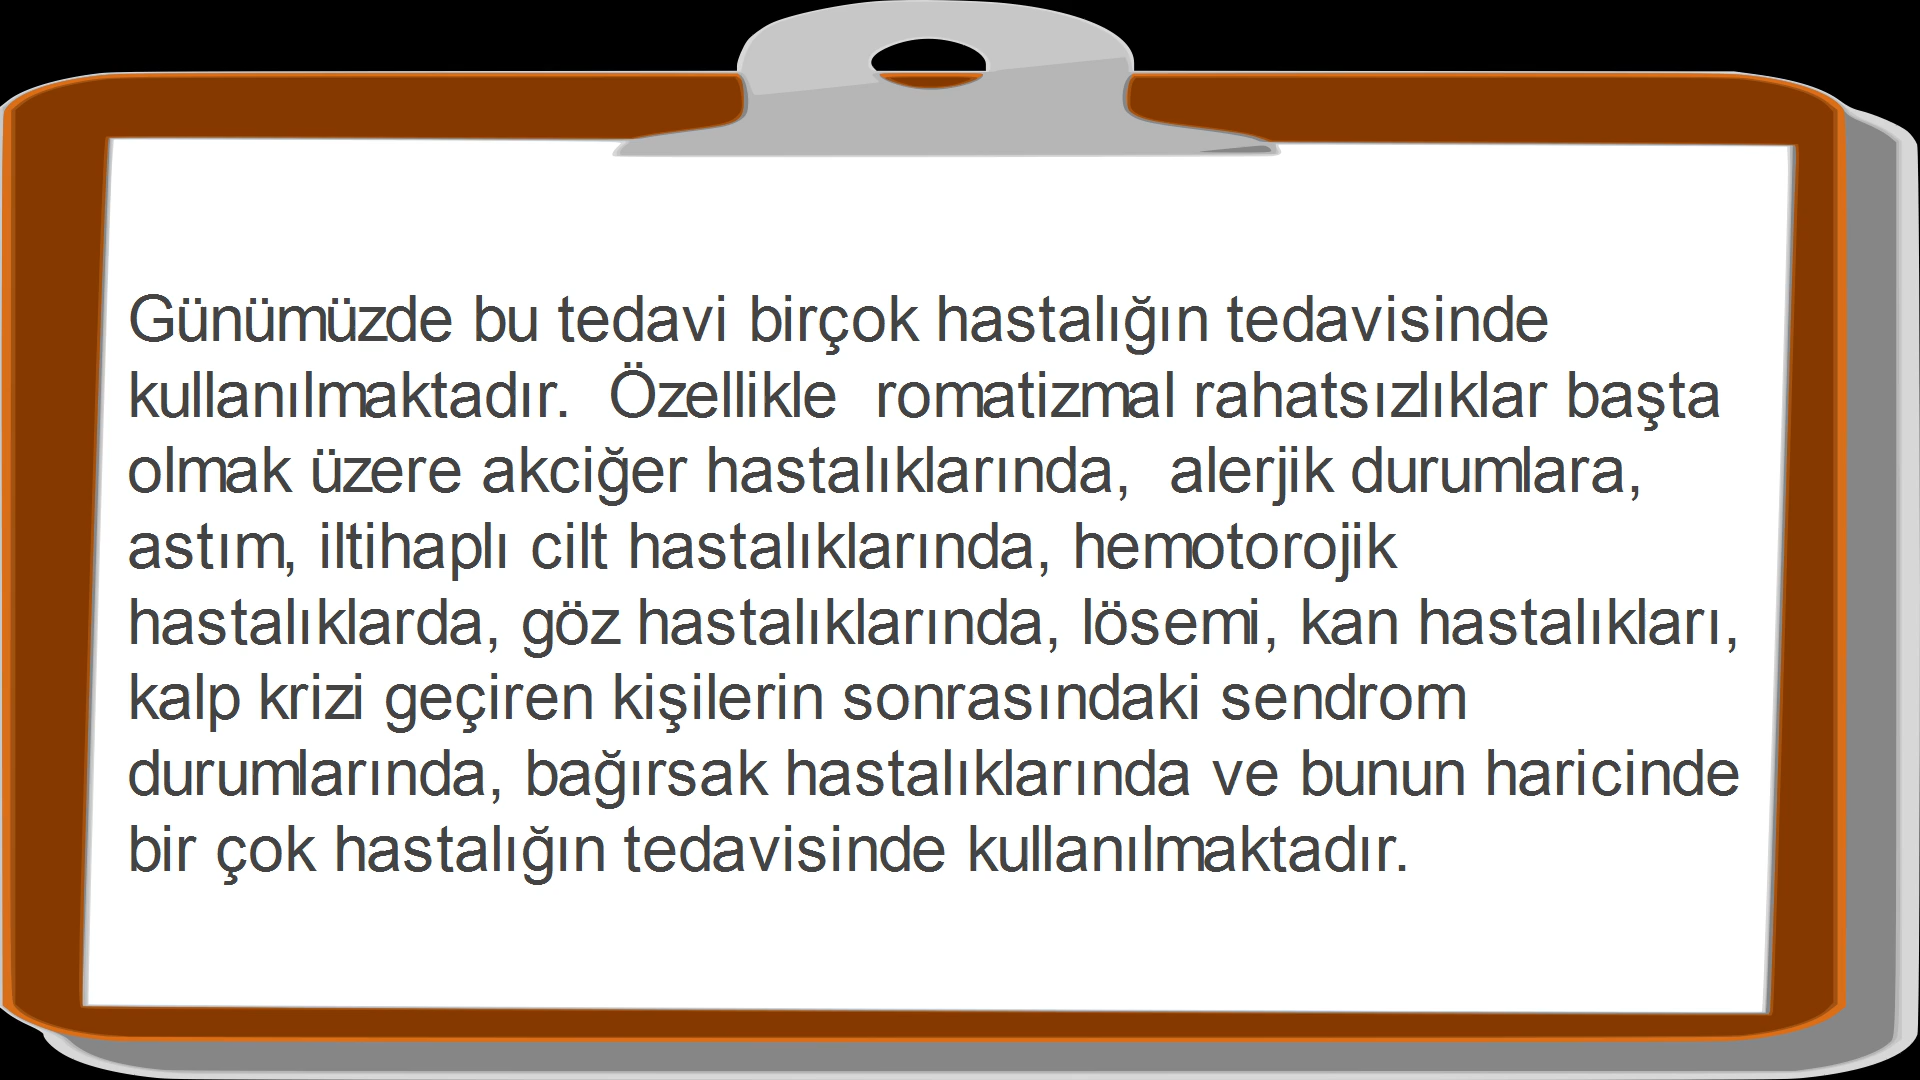 Günümüzde bu tedavi birçok hastalığın tedavisinde
kullanılmaktadır.  Özellikle  romatizmal rahatsızlıklar başta
olmak üzere akciğer hastalıklarında,  alerjik durumlara,
astım, iltihaplı cilt hastalıklarında, hemotorojik
hastalıklarda, göz hastalıklarında, lösemi, kan hastalıkları,
kalp krizi geçiren kişilerin sonrasındaki sendrom
durumlarında, bağırsak hastalıklarında ve bunun haricinde
bir çok hastalığın tedavisinde kullanılmaktadır.